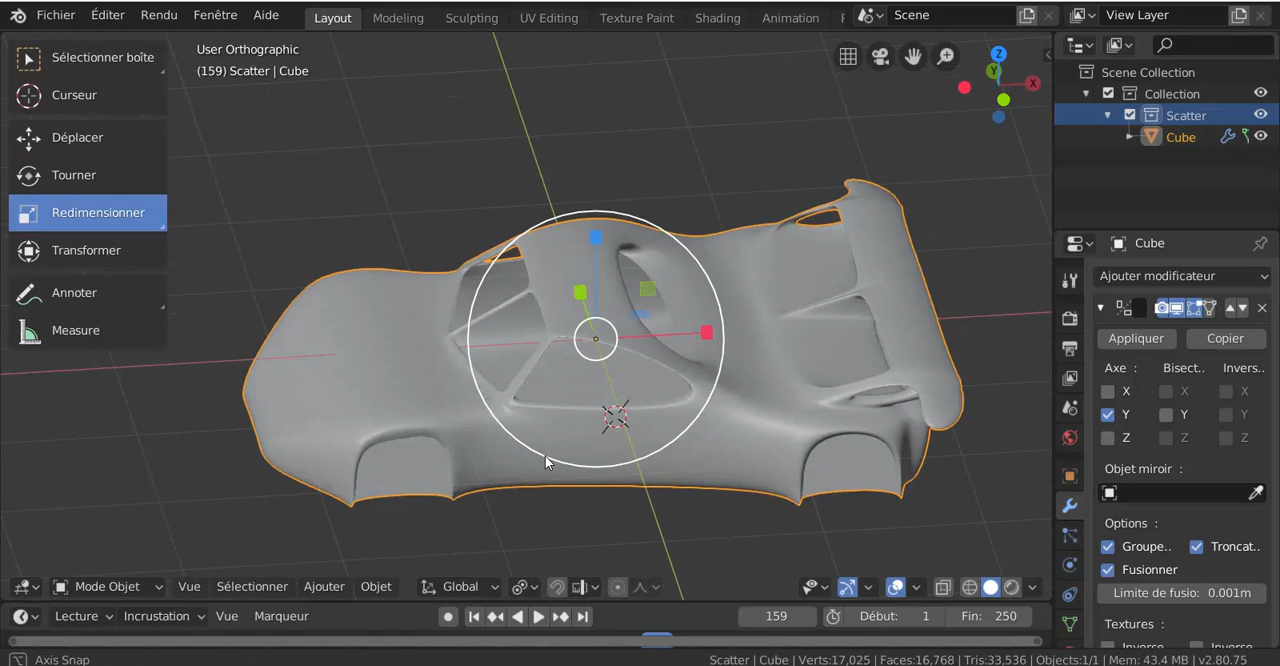 Fichier Éditer Rendu Fenêtre Aide Layout Modeling Sculpting UV Editing Texture Paint Shading Animation Scene View Layer
Sélectionner boîte
Curseur
Déplacer
Tourner
Redimensionner
Transformer
Annoter
Measure
User Orthographic
(159) Scatter | Cube
Z
Y
X
Scene Collection
Collection
Scatter
Cube
Cube
Ajouter modificateur
Appliquer Copier
Axe : Bisect.. Invers..
X X X
Y Y Y
Z Z Z
Objet miroir :
Options :
Groupe.. Troncat..
Fusionner
Limite de fusio: 0.001m
Textures :
Mode Objet Vue Sélectionner Ajouter Objet Global
Lecture Incrustation Vue Marqueur 159 Début: 1 Fin: 250
Axis Snap Scatter | Cube | Verts:17,025 | Faces:16,768 | Tris:33,536 | Objects:1/1 | Mem: 43.4 MB | v2.80.75